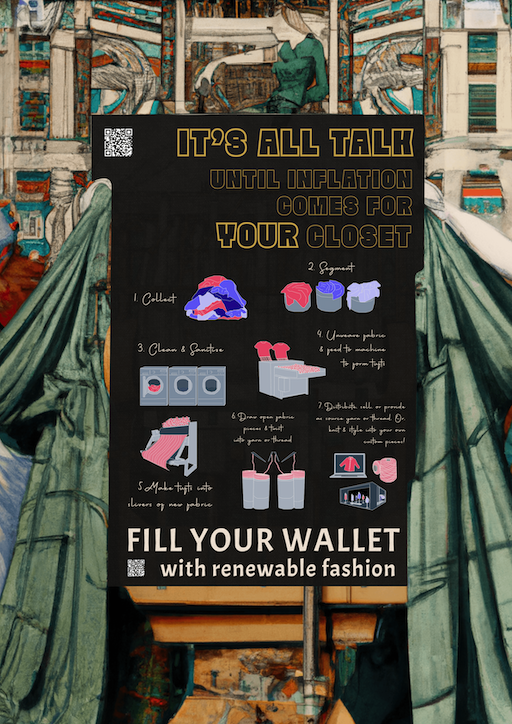 IT'S ALL TALK
UNTIL INFLATION
COMES FOR
YOUR CLOSET
1. Collect
2. Segment
3. Clean & Sanitize
4. Unweave fabric
& feed to machine
to form tufts
5. Make tufts into
slivers of new fabric
6. Draw open fabric
pieces & twist
into yarn or thread
7. Distribute, sell, or provide
as source yarn or thread. Or,
knit & style into your own
custom pieces!
FILL YOUR WALLET
with renewable fashion